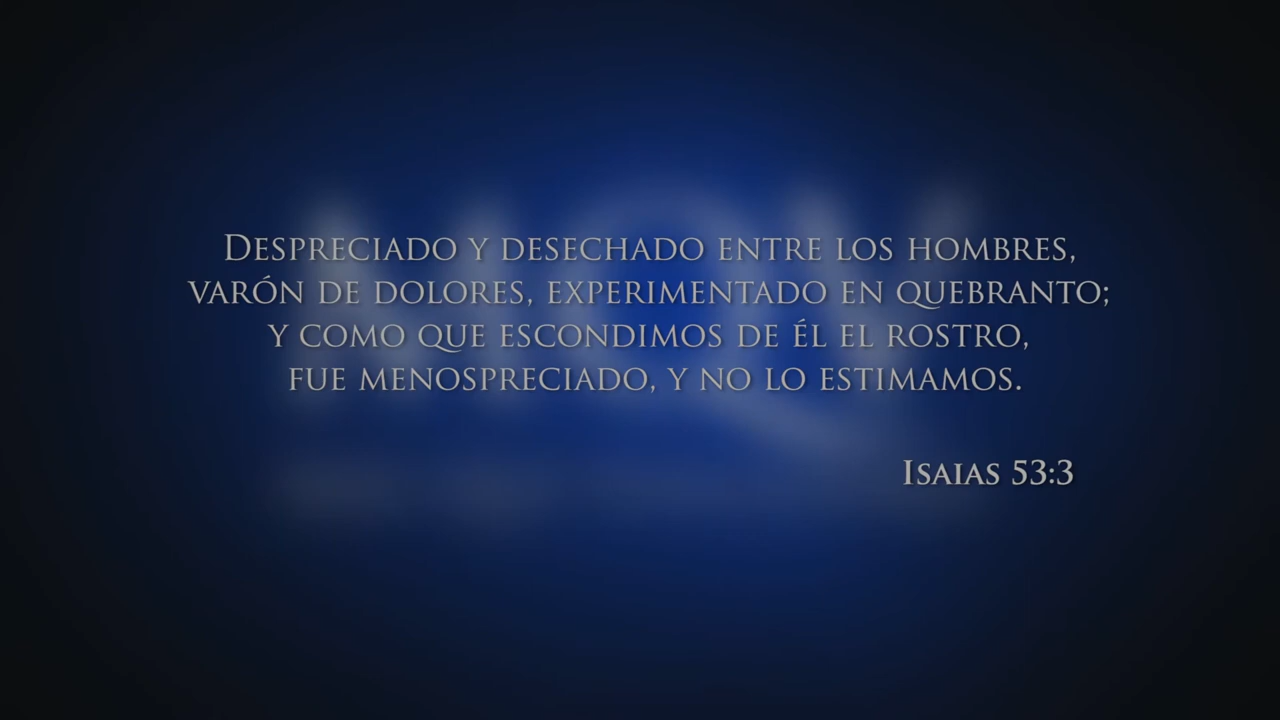 Despreciado y desechado entre los hombres,
varón de dolores, experimentado en quebranto;
y como que escondimos de él el rostro,
fue menospreciado, y no lo estimamos.
Isaias 53:3